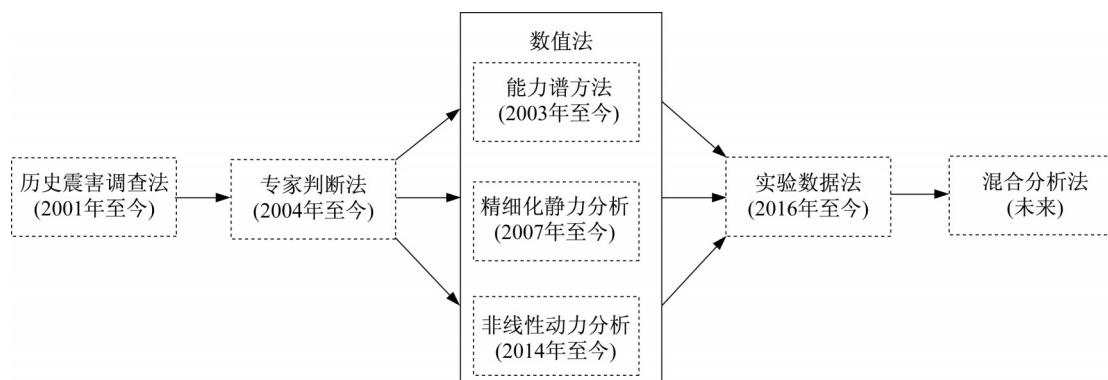 历史震害调查法
(2001年至今)
专家判断法
(2004年至今)
数值法
能力谱方法
(2003年至今)
精细化静力分析
(2007年至今)
非线性动力分析
(2014年至今)
实验数据法
(2016年至今)
混合分析法
(未来)